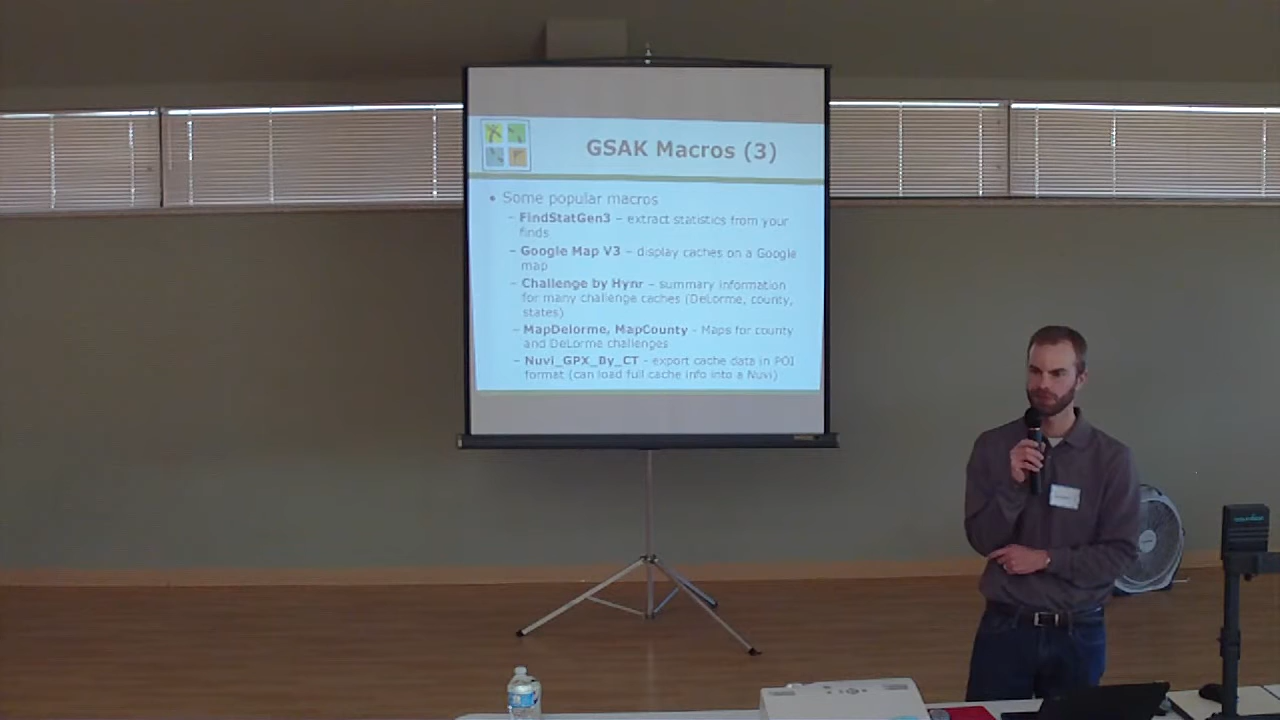 GSAK Macros (3)
• Some popular macros
– FindStatGen3 – extract statistics from your
finds
– Google Map V3 – display caches on a Google
map
– Challenge by Hynr – summary information
for many challenge caches (DeLorme, county,
states)
– MapDelorme, MapCounty - Maps for county
and DeLorme challenges
– Nuvi_GPX_By_CT - export cache data in POI
format (can load full cache info into a Nuvi)